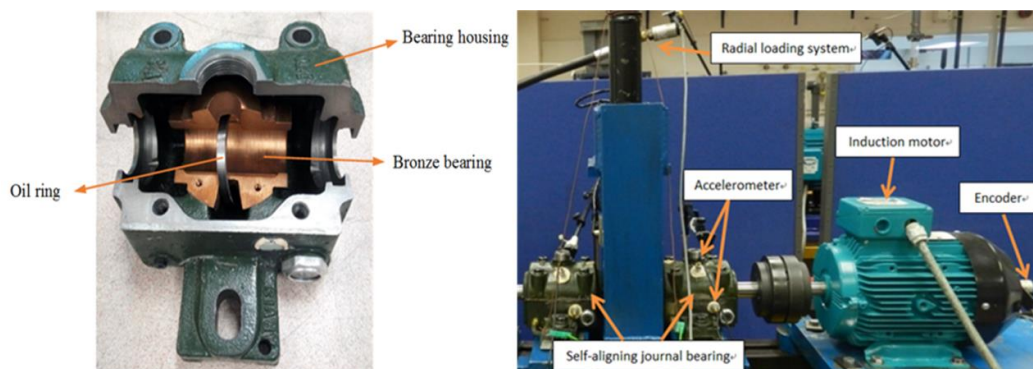 Bearing housing
Bronze bearing
Oil ring
Radial loading system
Induction motor
Accelerometer
Encoder
Self-aligning journal bearing